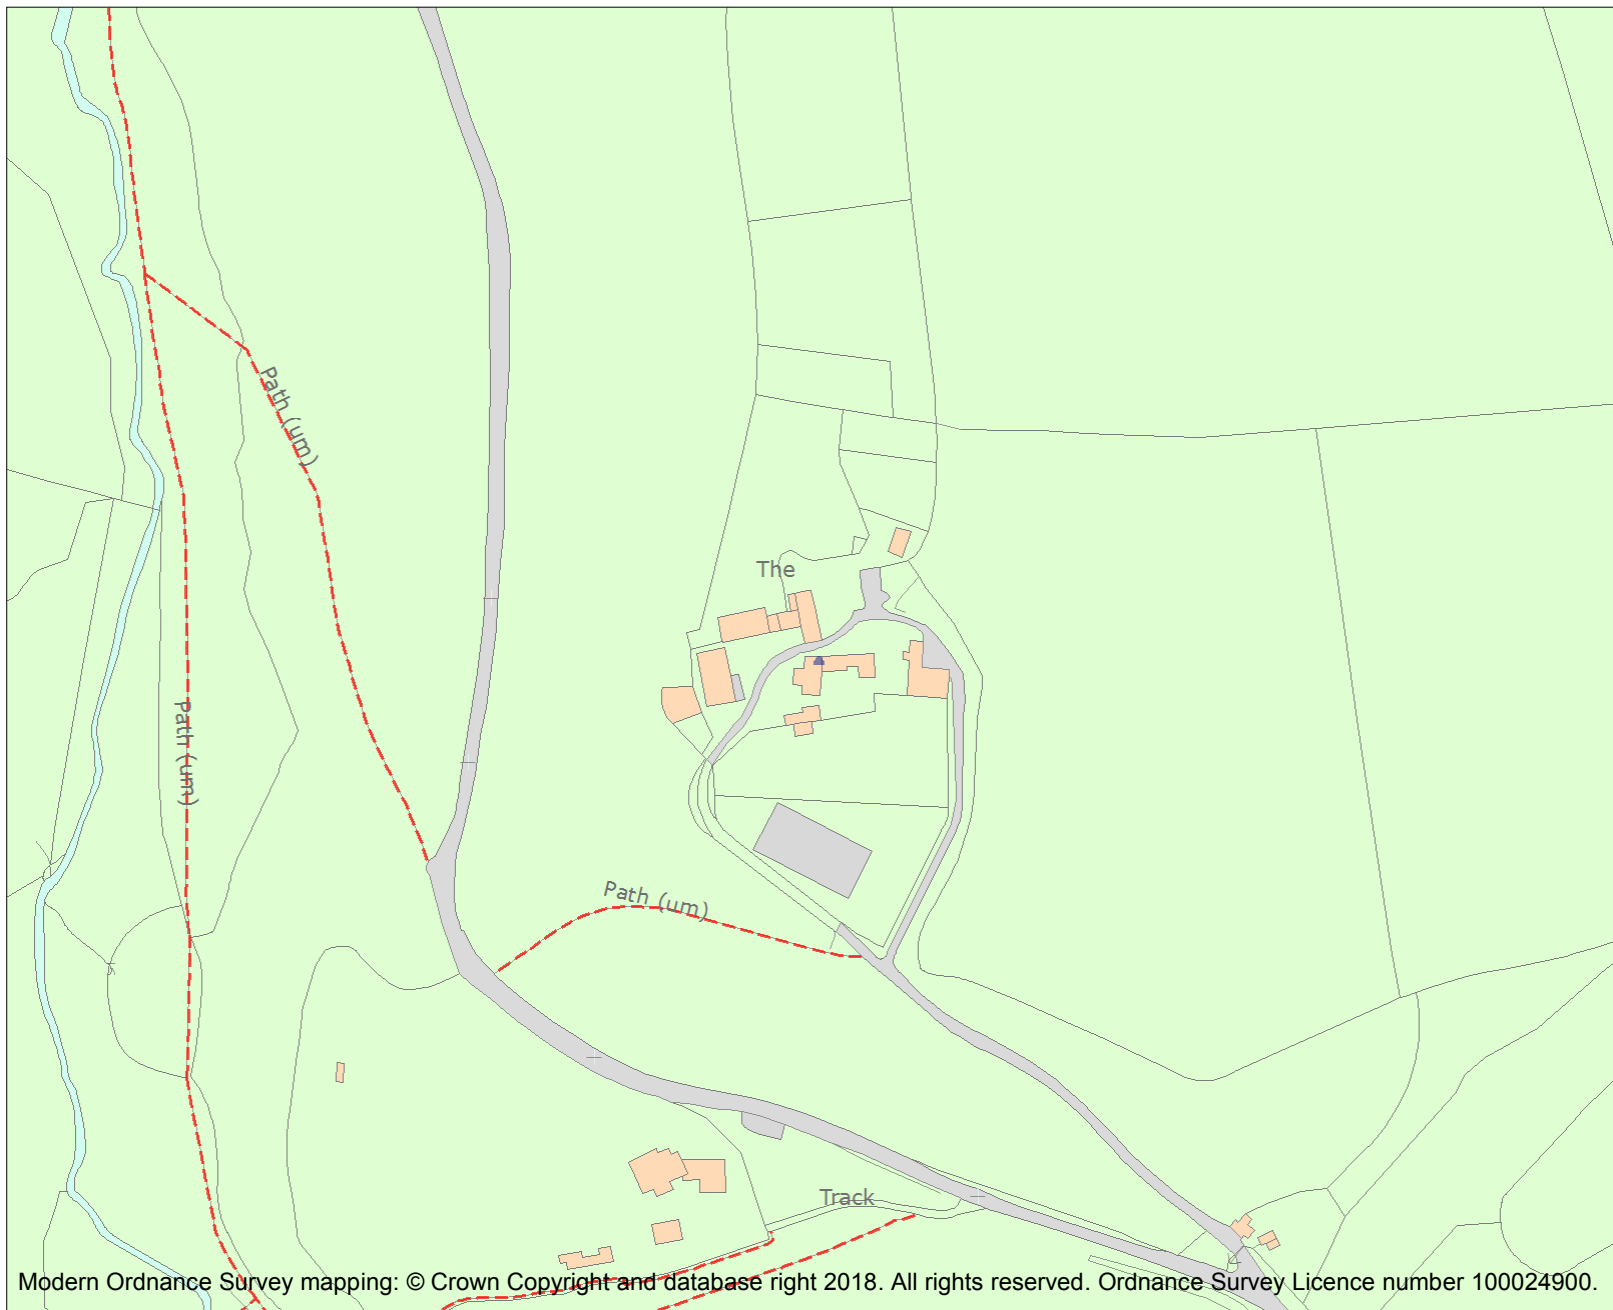 Path (um)
The
Path (um)
Path (um)
Track
Modern Ordnance Survey mapping: © Crown Copyright and database right 2018. All rights reserved. Ordnance Survey Licence number 100024900.